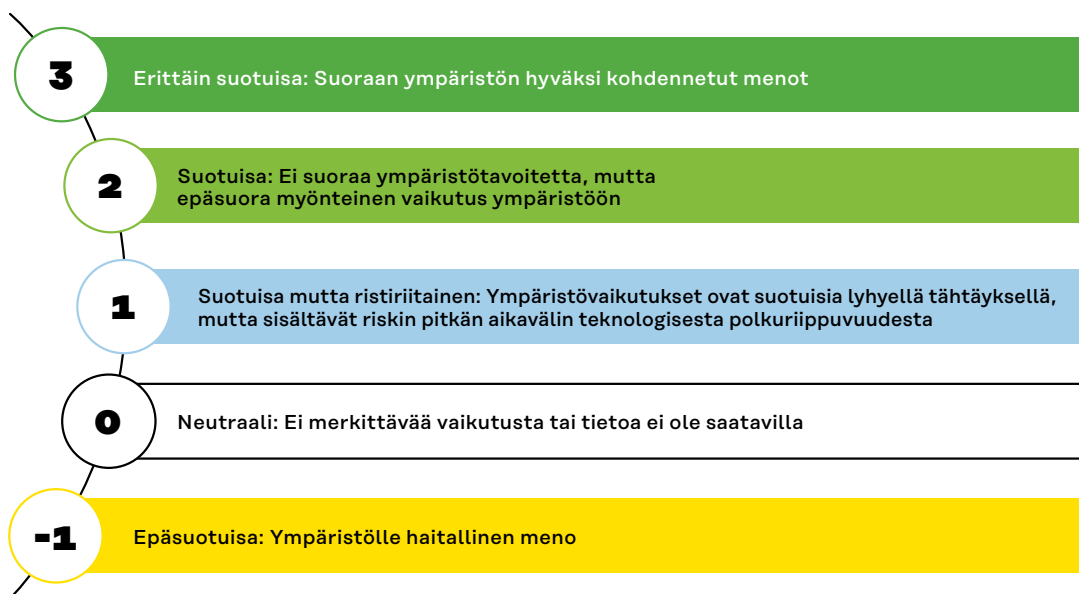 3
Erittäin suotuisa: Suoraan ympäristön hyväksi kohdennetut menot
2
Suotuisa: Ei suoraa ympäristötavoitetta, mutta
epäsuora myönteinen vaikutus ympäristöön
1
Suotuisa mutta ristiriitainen: Ympäristövaikutukset ovat suotuisia lyhyellä tähtäyksellä,
mutta sisältävät riskin pitkän aikavälin teknologisesta polkuriippuvuudesta
0
Neutraali: Ei merkittävää vaikutusta tai tietoa ei ole saatavilla
-1
Epäsuotuisa: Ympäristölle haitallinen meno